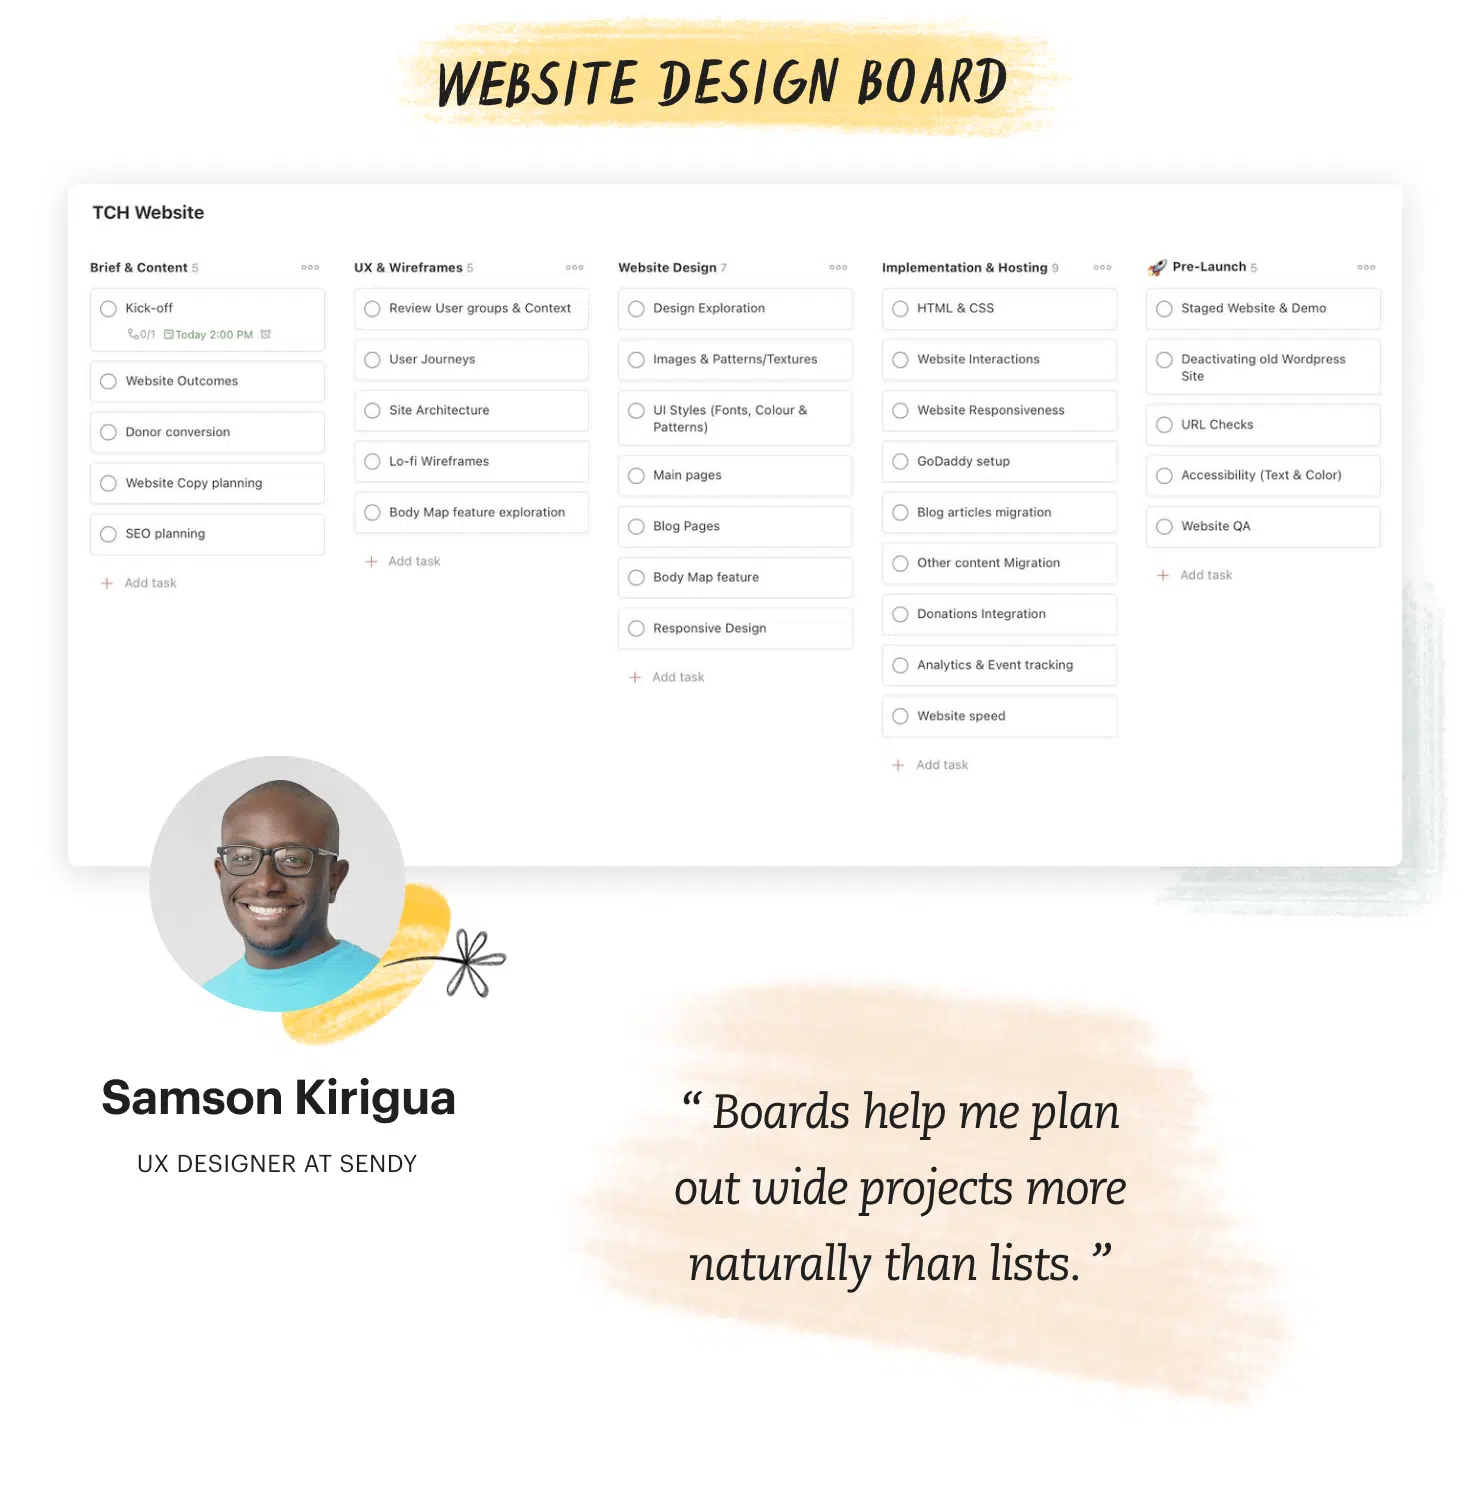 WEBSITE DESIGN BOARD
TCH Website
Brief & Content 5
Kick-off
0/1 Today 2:00 PM
Website Outcomes
Donor conversion
Website Copy planning
SEO planning
+ Add task
UX & Wireframes 5
Review User groups & Context
User Journeys
Site Architecture
Lo-fi Wireframes
Body Map feature exploration
+ Add task
Website Design 7
Design Exploration
Images & Patterns/Textures
UI Styles (Fonts, Colour &
Patterns)
Main pages
Blog Pages
Body Map feature
Responsive Design
+ Add task
Implementation & Hosting 9
HTML & CSS
Website Interactions
Website Responsiveness
GoDaddy setup
Blog articles migration
Other content Migration
Donations Integration
Analytics & Event tracking
Website speed
+ Add task
🚀 Pre-Launch 5
Staged Website & Demo
Deactivating old Wordpress
Site
URL Checks
Accessibility (Text & Color)
Website QA
+ Add task
Samson Kirigua
UX DESIGNER AT SENDY
“ Boards help me plan
out wide projects more
naturally than lists. ”